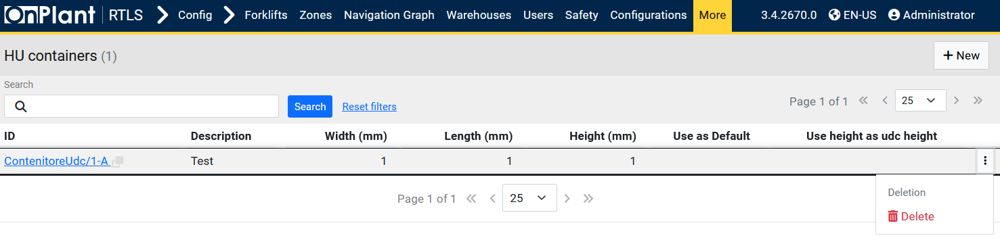 OnPlant RTLS Config Forklifts Zones Navigation Graph Warehouses Users Safety Configurations More 3.4.2670.0 EN-US Administrator
HU containers (1) New
Search
Search Reset filters Page 1 of 1 25
ID Description Width (mm) Length (mm) Height (mm) Use as Default Use height as udc height
ContenitoreUdc/1-A Test 1 1 1
Page 1 of 1 25
Deletion
Delete